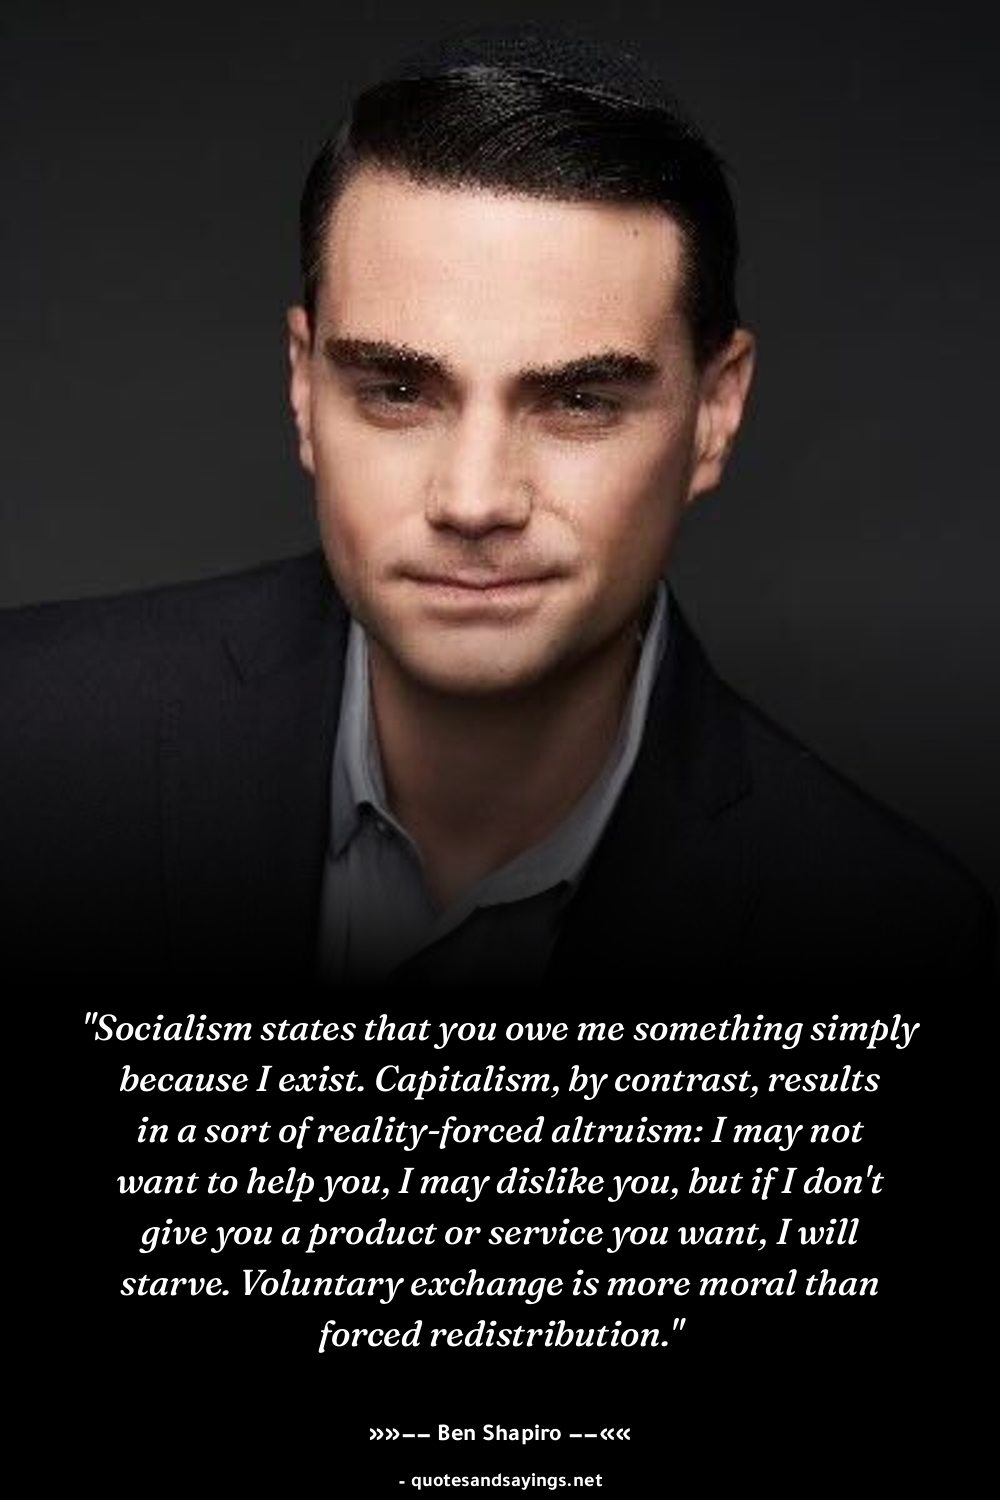 "Socialism states that you owe me something simply
because I exist. Capitalism, by contrast, results
in a sort of reality-forced altruism: I may not
want to help you, I may dislike you, but if I don't
give you a product or service you want, I will
starve. Voluntary exchange is more moral than
forced redistribution."
»»-- Ben Shapiro --««
- quotesandsayings.net